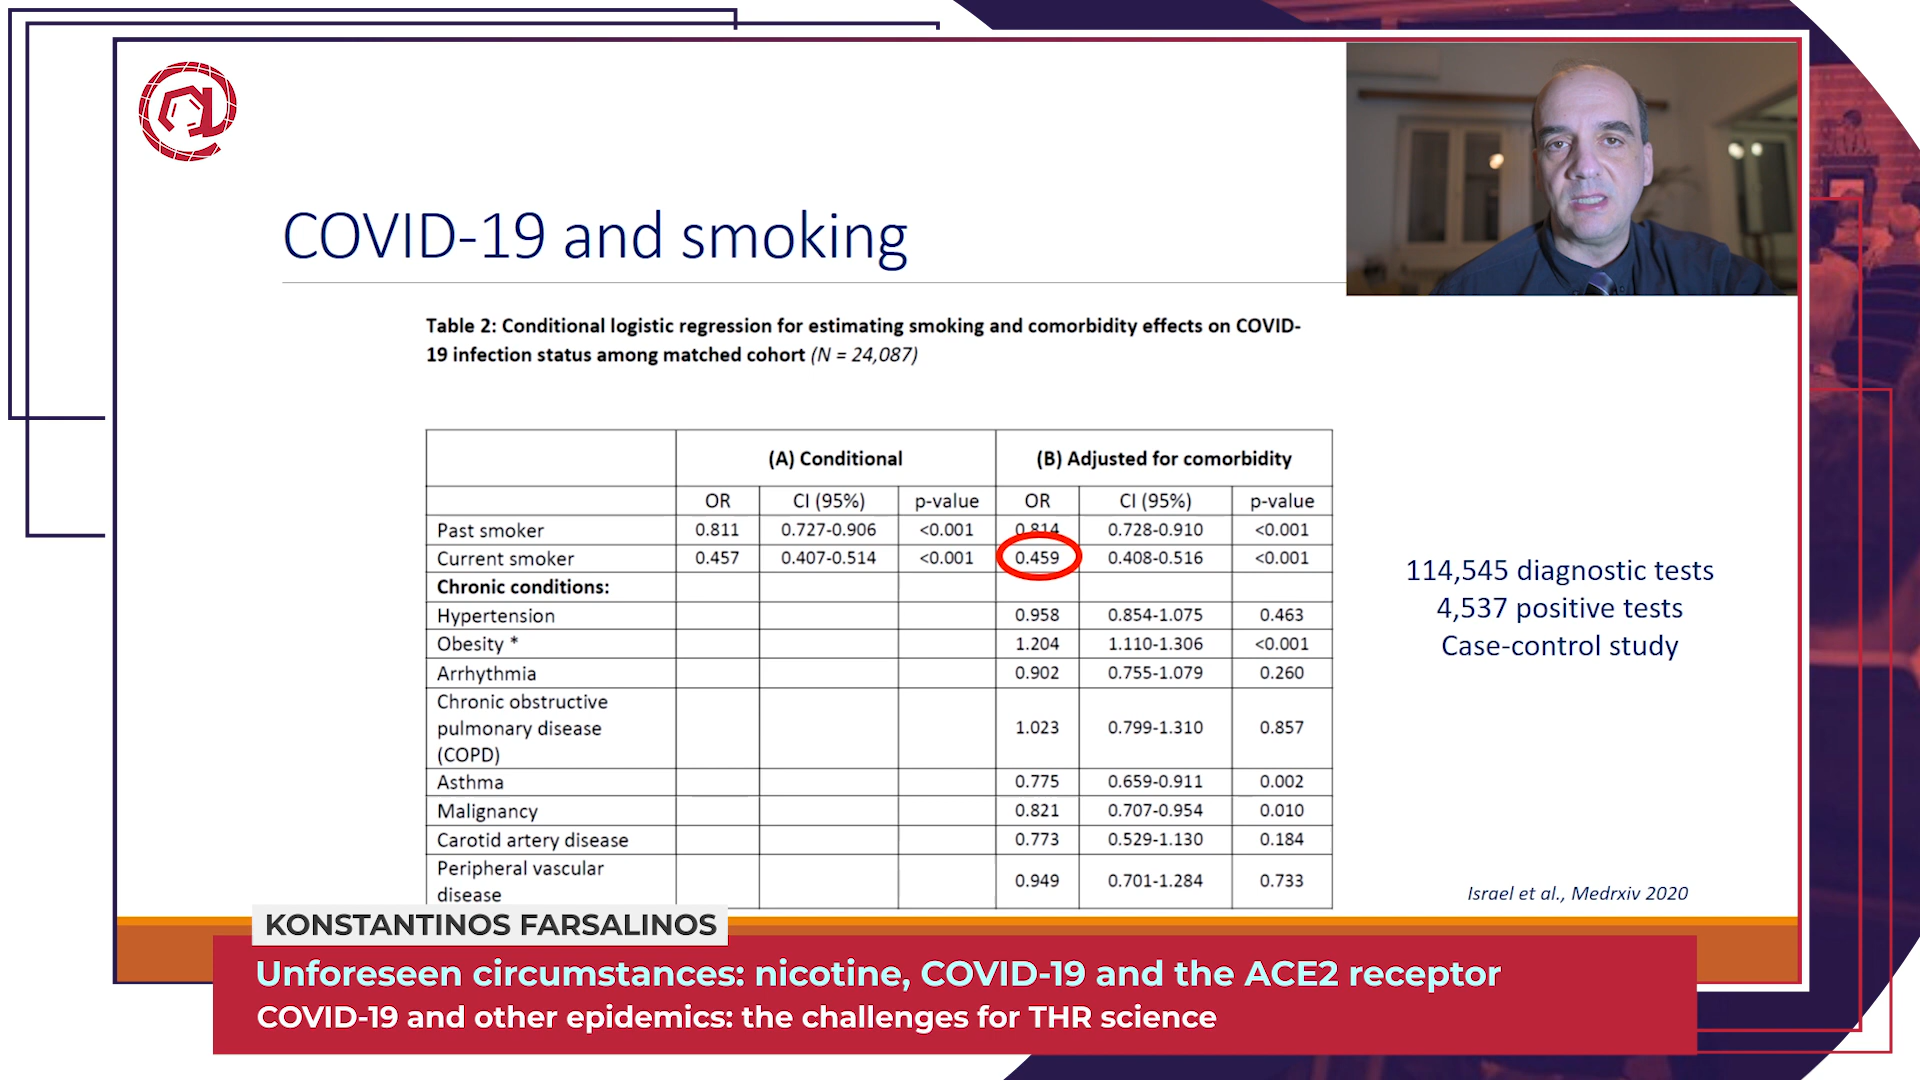 COVID-19 and smoking
Table 2: Conditional logistic regression for estimating smoking and comorbidity effects on COVID-
19 infection status among matched cohort (N = 24,087)
(A) Conditional (B) Adjusted for comorbidity
OR CI (95%) p-value OR CI (95%) p-value
Past smoker 0.811 0.727-0.906 <0.001 0.814 0.728-0.910 <0.001
Current smoker 0.457 0.407-0.514 <0.001 0.459 0.408-0.516 <0.001
Chronic conditions:
Hypertension 0.958 0.854-1.075 0.463
Obesity * 1.204 1.110-1.306 <0.001
Arrhythmia 0.902 0.755-1.079 0.260
Chronic obstructive
pulmonary disease 1.023 0.799-1.310 0.857
(COPD)
Asthma 0.775 0.659-0.911 0.002
Malignancy 0.821 0.707-0.954 0.010
Carotid artery disease 0.773 0.529-1.130 0.184
Peripheral vascular
disease 0.949 0.701-1.284 0.733
114,545 diagnostic tests
4,537 positive tests
Case-control study
Israel et al., Medrxiv 2020
KONSTANTINOS FARSALINOS
Unforeseen circumstances: nicotine, COVID-19 and the ACE2 receptor
COVID-19 and other epidemics: the challenges for THR science